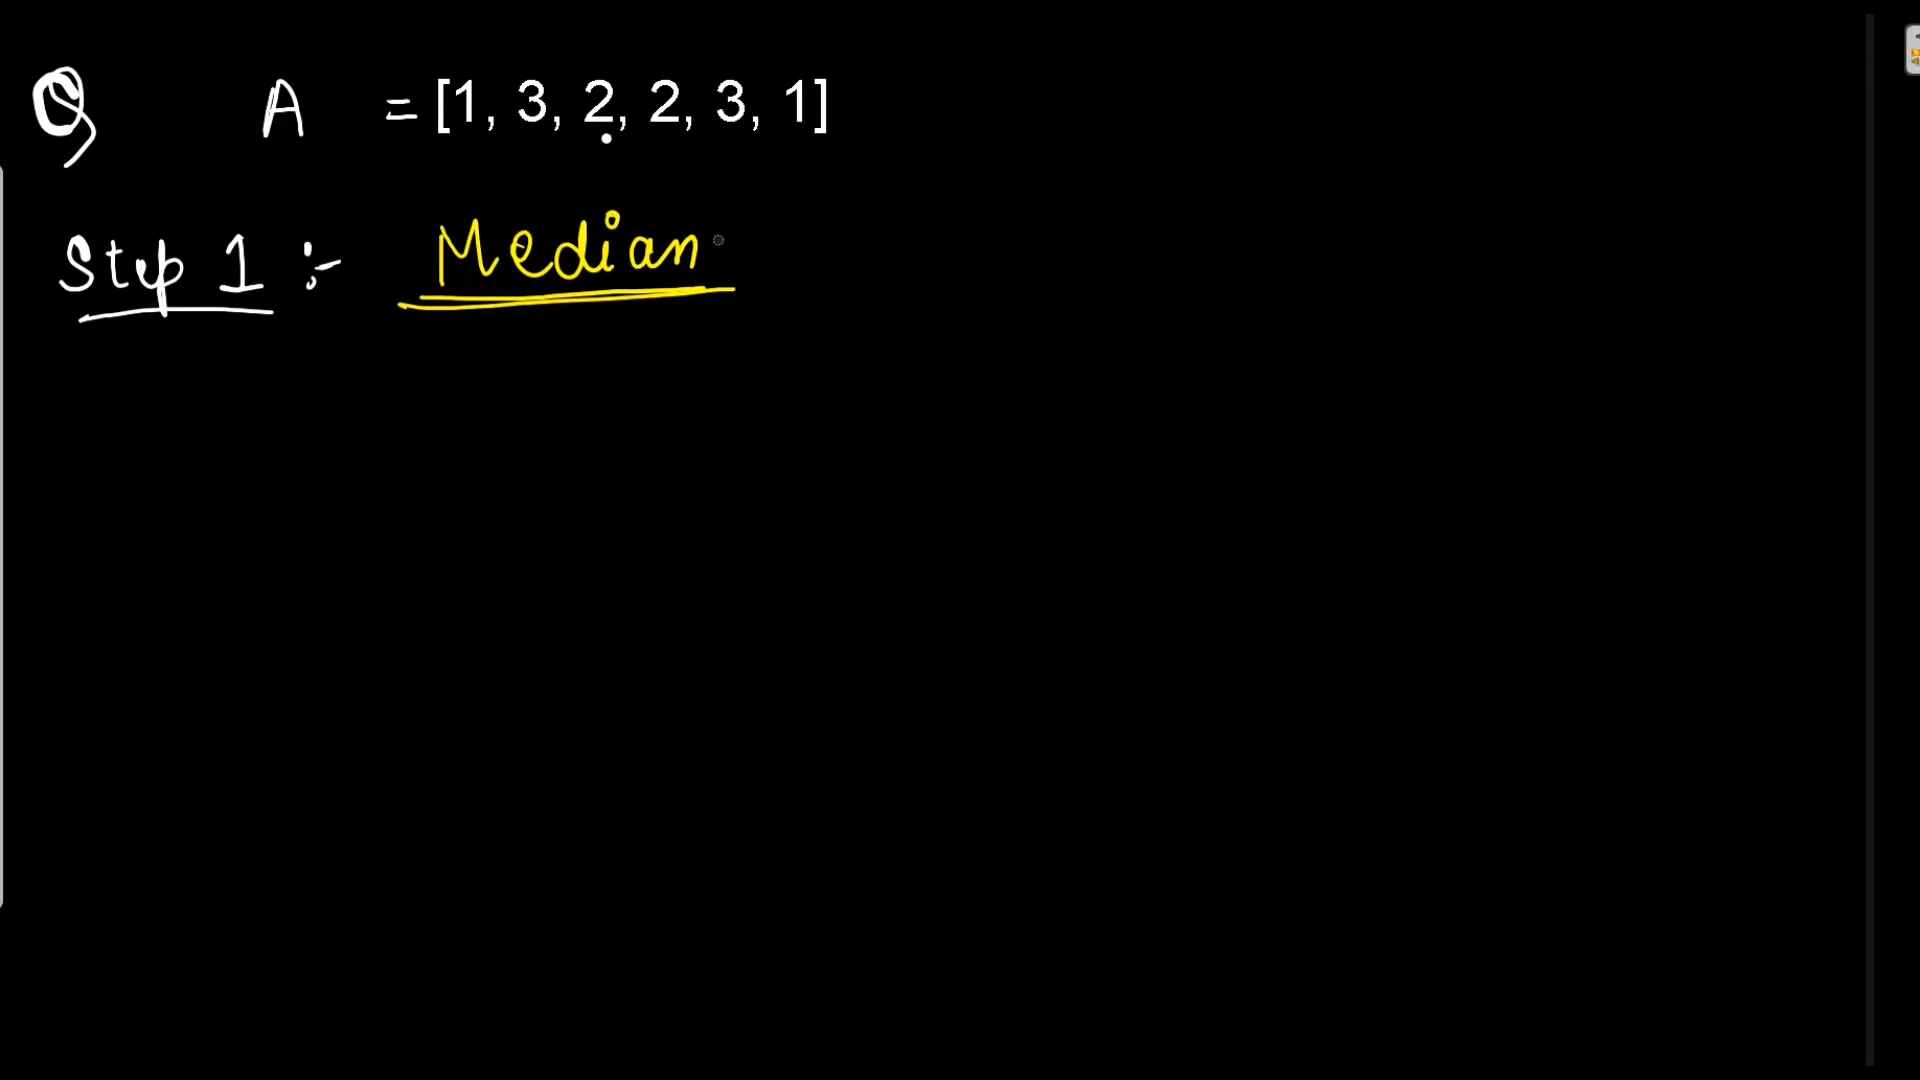 Q A = [1, 3, 2, 2, 3, 1]
Step 1 :- Median